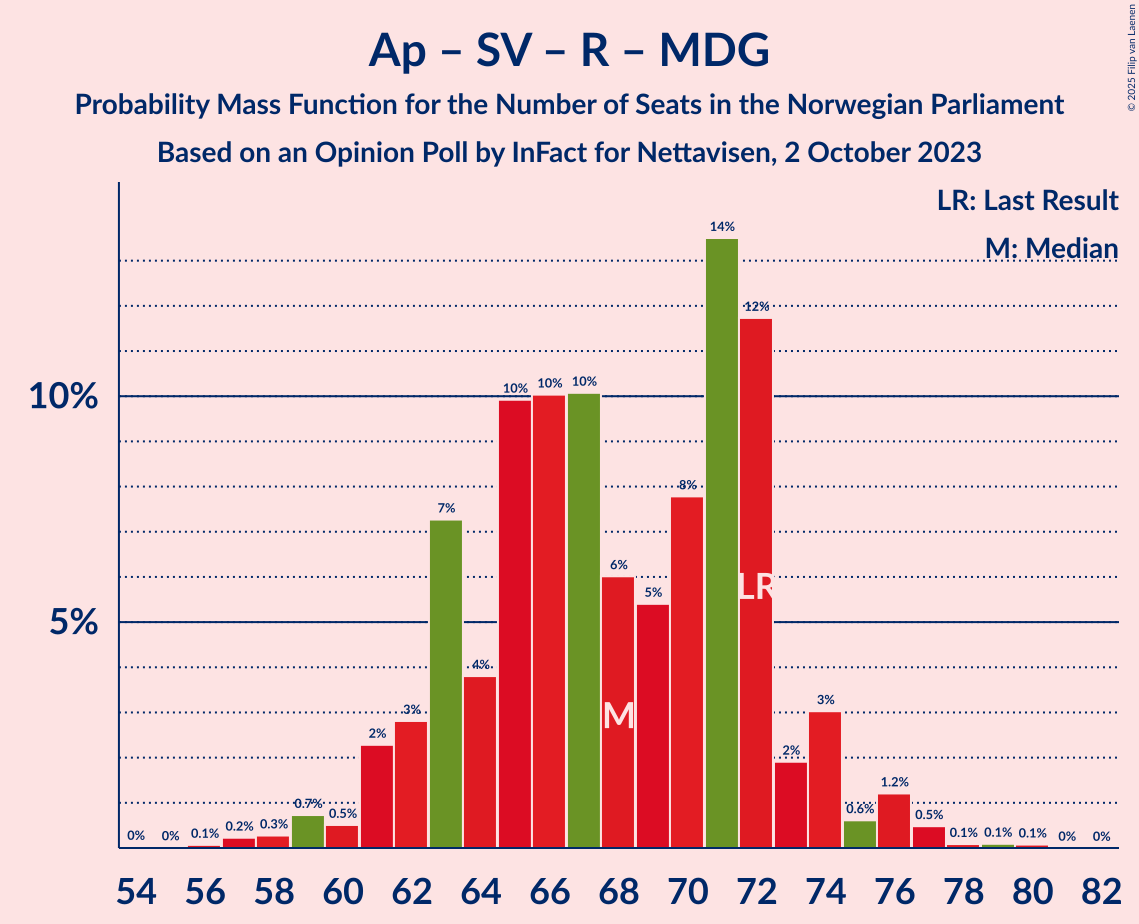 Ap – SV – R – MDG
Probability Mass Function for the Number of Seats in the Norwegian Parliament
Based on an Opinion Poll by InFact for Nettavisen, 2 October 2023
© 2025 Filip van Laenen
LR: Last Result
M: Median
10%
5%
0% 0% 0.1% 0.2% 0.3% 0.7% 0.5% 2% 3% 7% 4% 10% 10% 10% 6% 5% 8% 14% 12% 2% 3% 0.6% 1.2% 0.5% 0.1% 0.1% 0.1% 0% 0%
LR
M
54 56 58 60 62 64 66 68 70 72 74 76 78 80 82